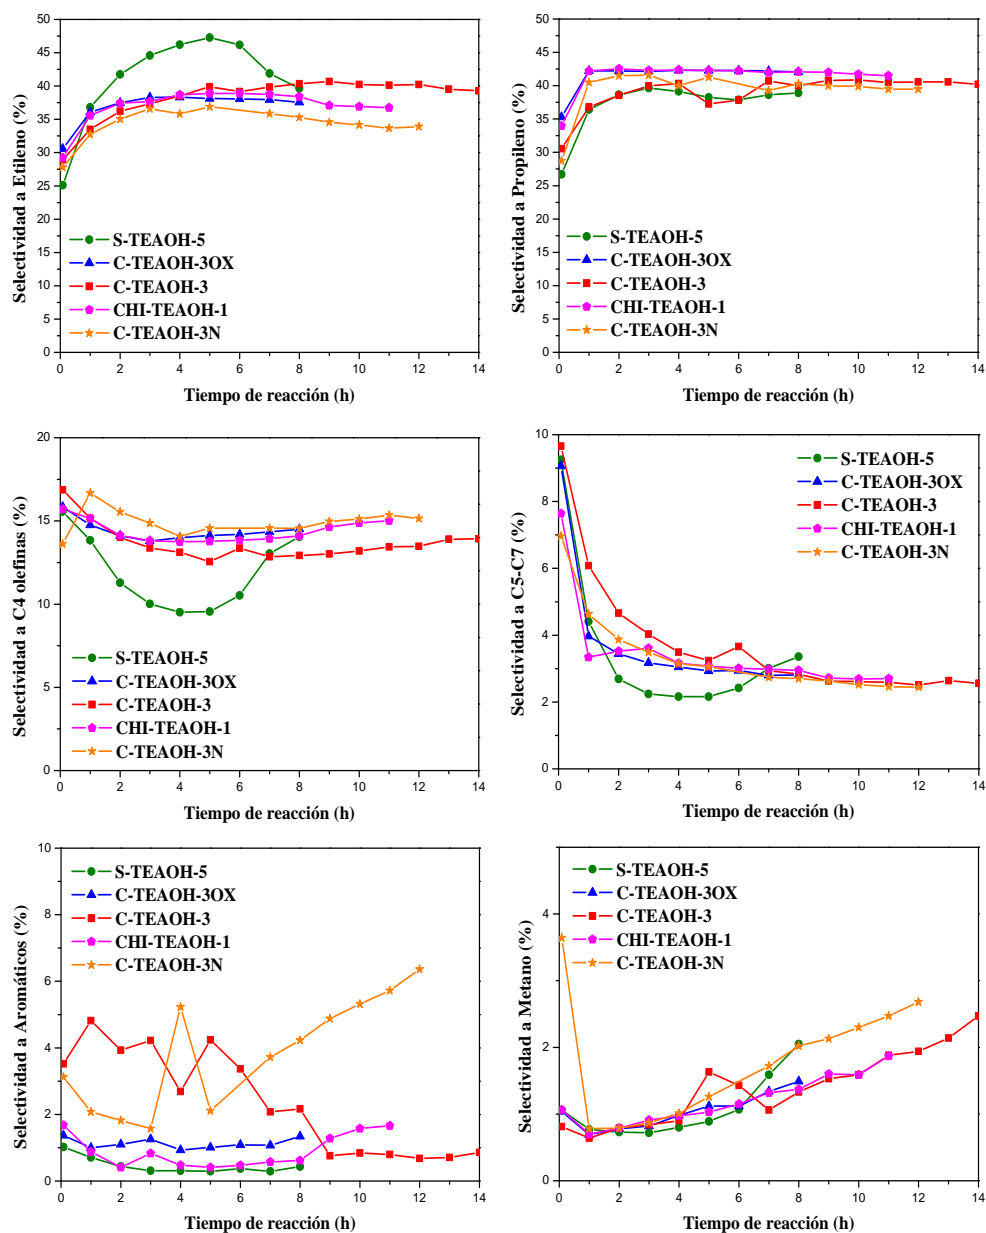 50
45
40
35
30
25
20
15
10
5
0
Selectividad a Etileno (%)
S-TEAOH-5
C-TEAOH-3OX
C-TEAOH-3
CHI-TEAOH-1
C-TEAOH-3N
0 2 4 6 8 10 12 14
Tiempo de reacción (h)
50
45
40
35
30
25
20
15
10
5
0
Selectividad a Propileno (%)
S-TEAOH-5
C-TEAOH-3OX
C-TEAOH-3
CHI-TEAOH-1
C-TEAOH-3N
0 2 4 6 8 10 12 14
Tiempo de reacción (h)
20
15
10
5
0
Selectividad a C4 olefinas (%)
S-TEAOH-5
C-TEAOH-3OX
C-TEAOH-3
CHI-TEAOH-1
C-TEAOH-3N
0 2 4 6 8 10 12 14
Tiempo de reacción (h)
10
8
6
4
2
0
Selectividad a C5-C7 (%)
S-TEAOH-5
C-TEAOH-3OX
C-TEAOH-3
CHI-TEAOH-1
C-TEAOH-3N
0 2 4 6 8 10 12 14
Tiempo de reacción (h)
10
8
6
4
2
0
Selectividad a Aromáticos (%)
S-TEAOH-5
C-TEAOH-3OX
C-TEAOH-3
CHI-TEAOH-1
C-TEAOH-3N
0 2 4 6 8 10 12 14
Tiempo de reacción (h)
4
2
0
Selectividad a Metano (%)
S-TEAOH-5
C-TEAOH-3OX
C-TEAOH-3
CHI-TEAOH-1
C-TEAOH-3N
0 2 4 6 8 10 12 14
Tiempo de reacción (h)